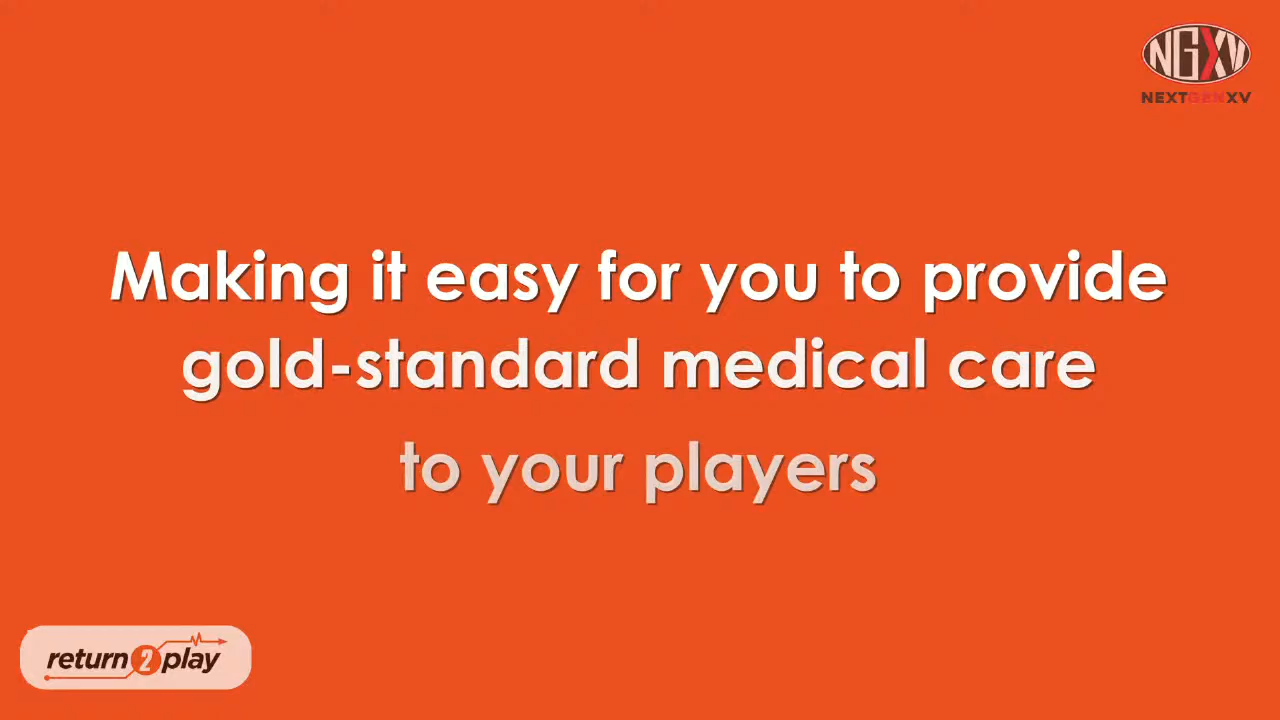 NGXV
NEXTGENXV
Making it easy for you to provide
gold-standard medical care
to your players
return2play